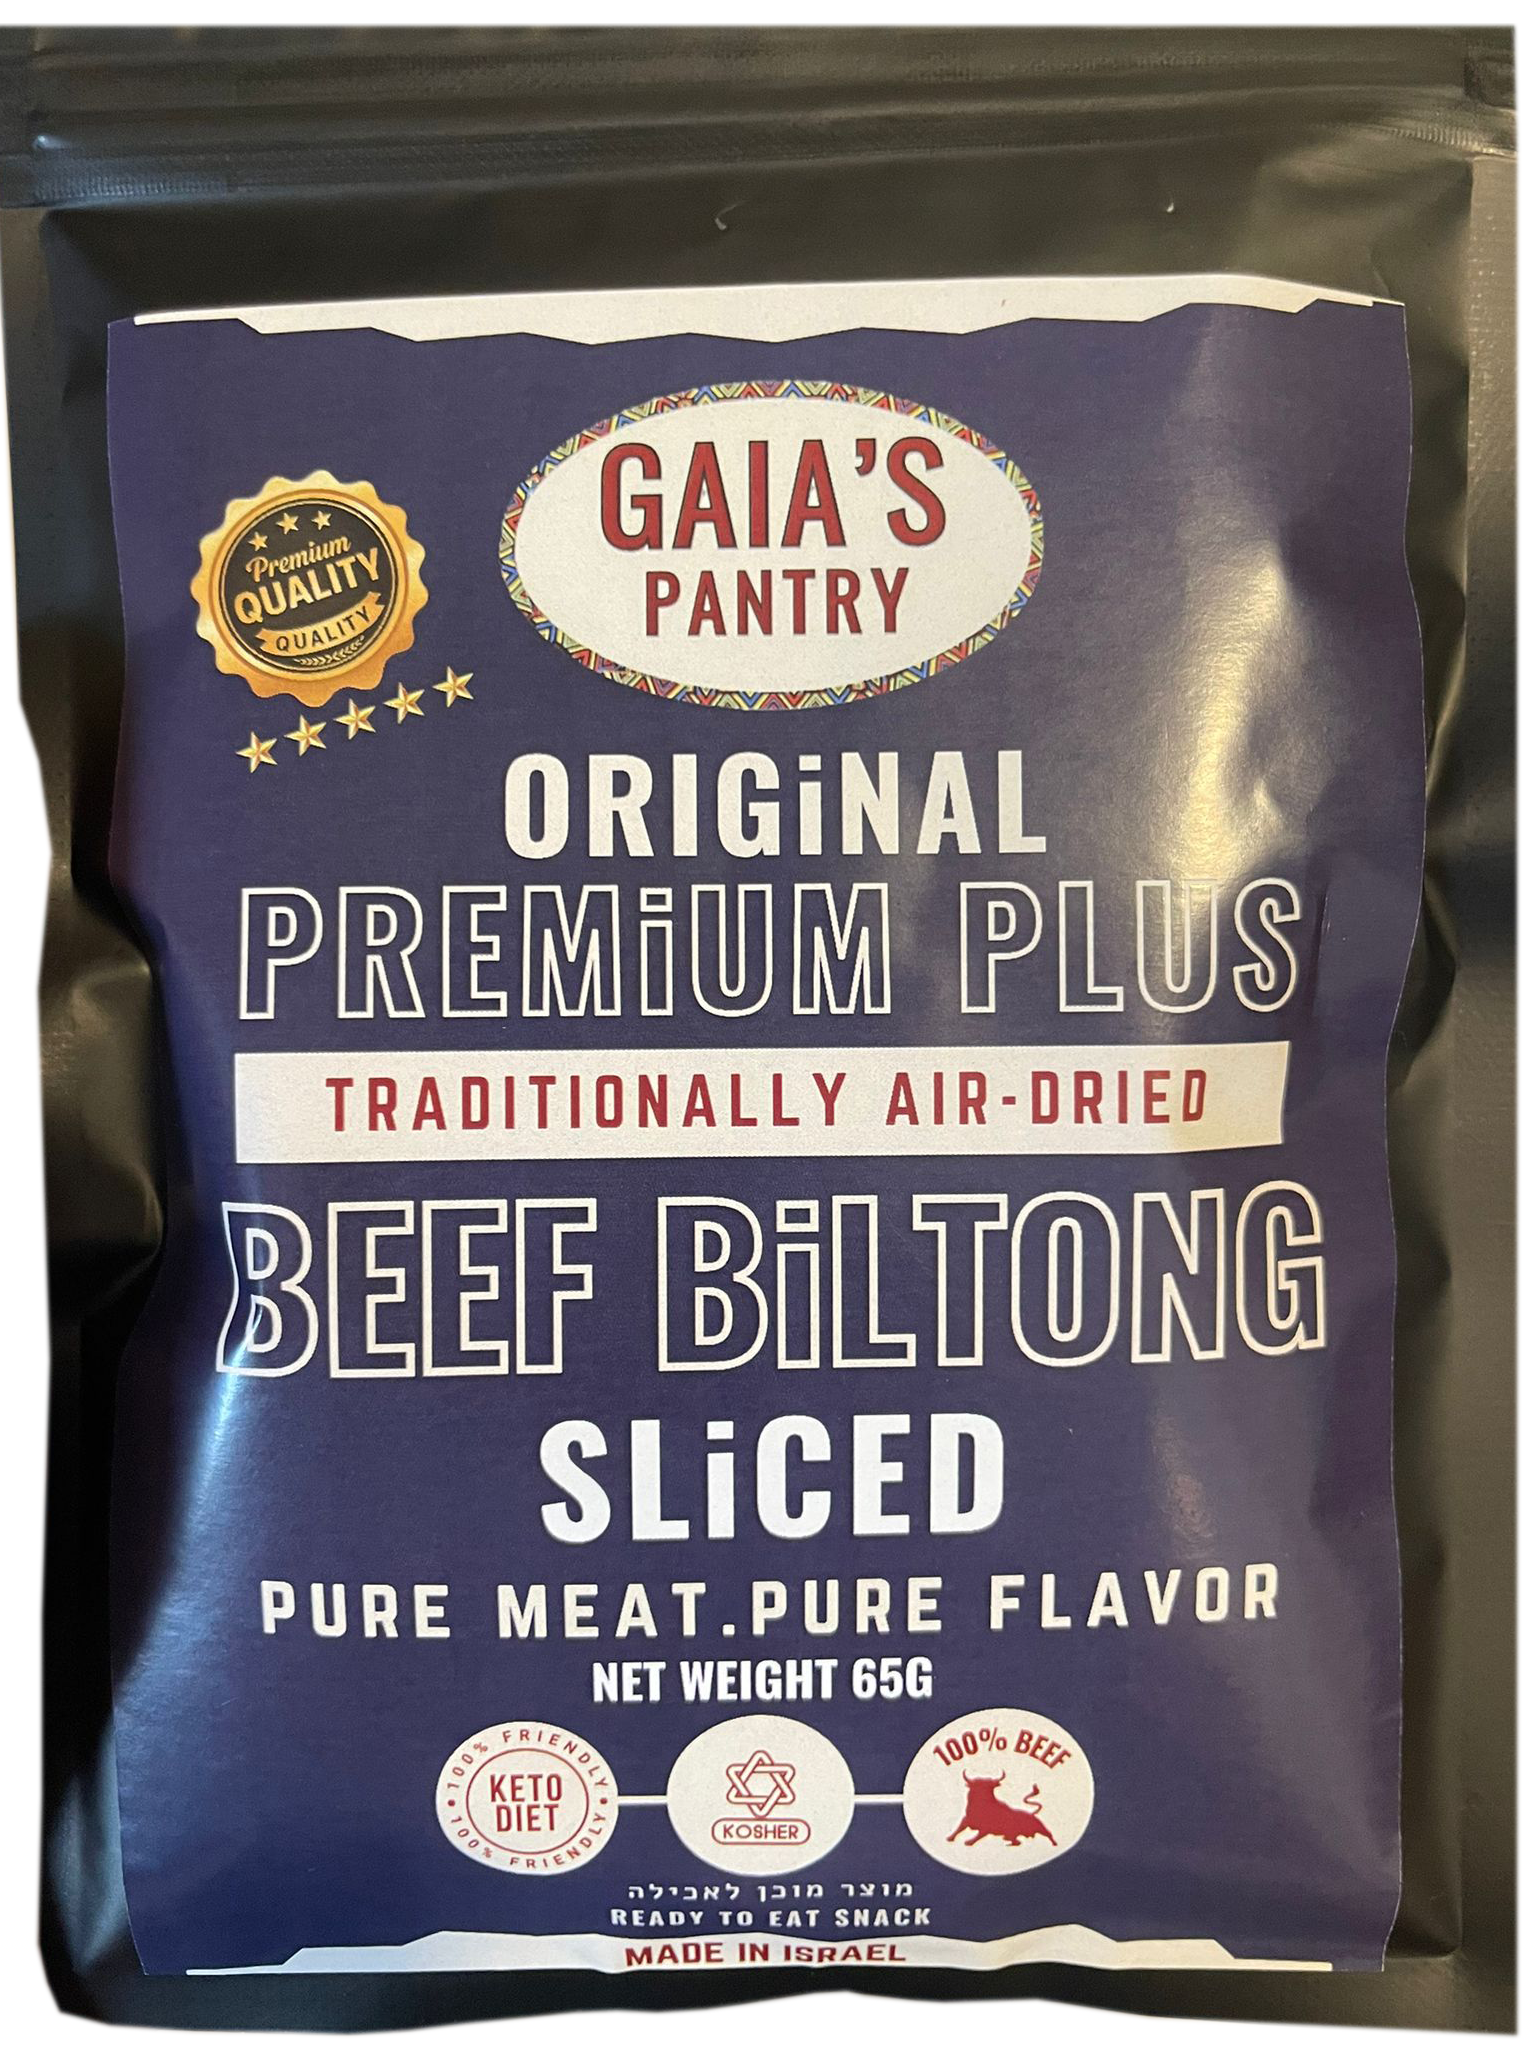 GAIA'S
PANTRY
Premium
QUALITY
QUALITY
ORIGiNAL
PREMiUM PLUS
TRADITIONALLY AIR-DRIED
BEEF BiLTONG
SLiCED
PURE MEAT.PURE FLAVOR
NET WEIGHT 65G
100% FRIENDLY
KETO
DIET
100% FRIENDLY
KOSHER
100% BEEF
מוצר מוכן לאכילה
READY TO EAT SNACK
MADE IN ISRAEL